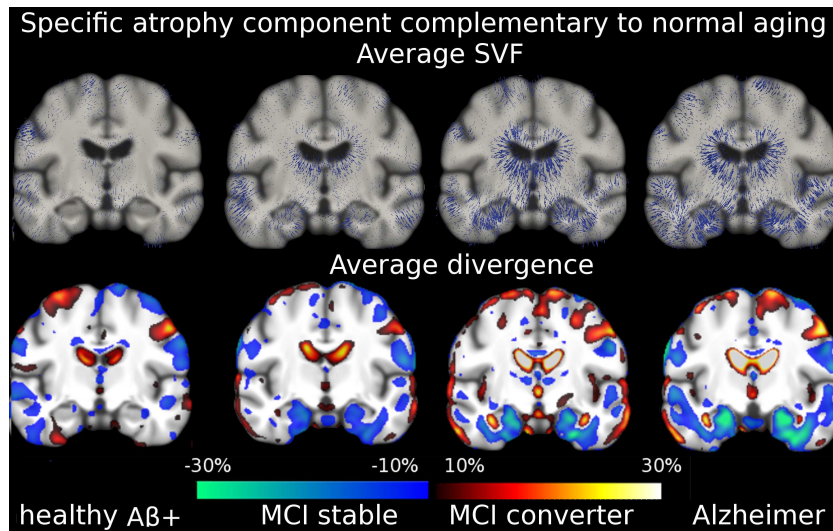 Specific atrophy component complementary to normal aging
Average SVF
Average divergence
-30% -10% 10% 30%
healthy Aβ+ MCI stable MCI converter Alzheimer